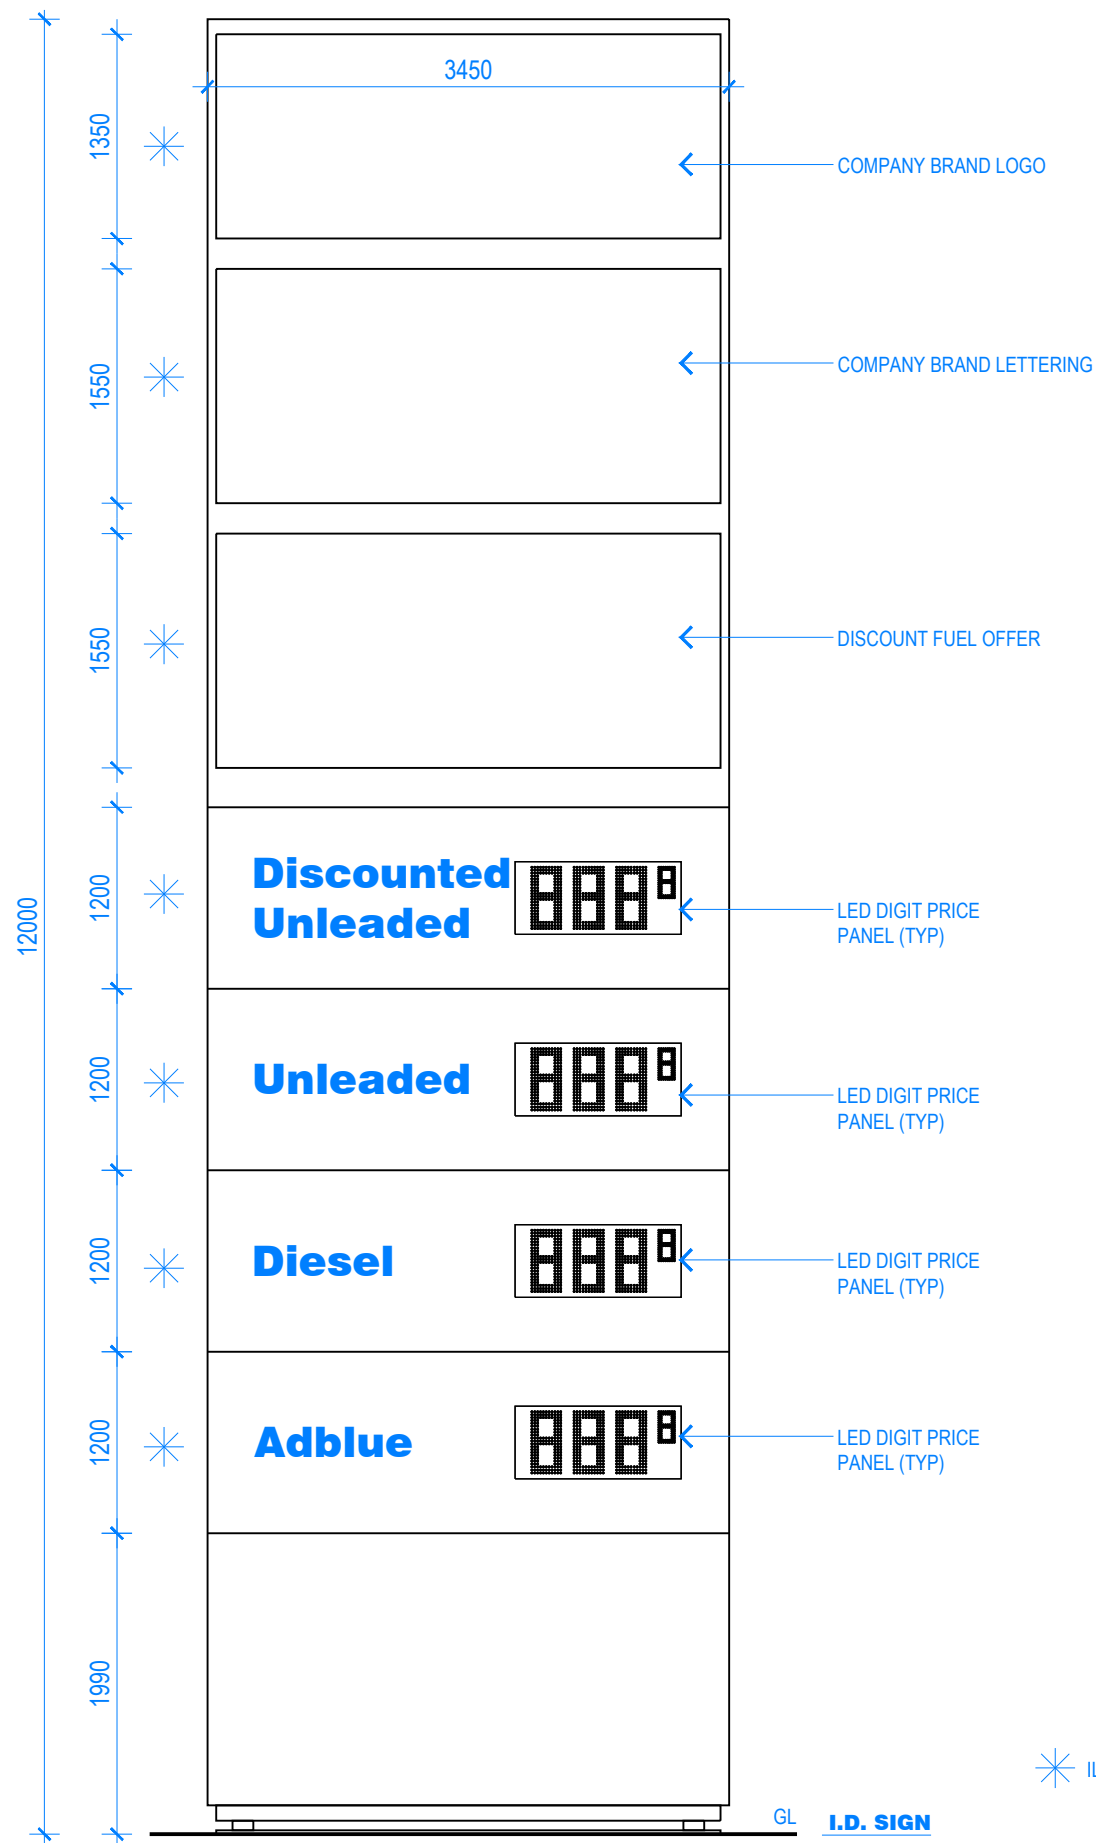 3450
1350
COMPANY BRAND LOGO
1550
COMPANY BRAND LETTERING
1550
DISCOUNT FUEL OFFER
12000
1200
Discounted
Unleaded
LED DIGIT PRICE
PANEL (TYP)
1200
Unleaded
LED DIGIT PRICE
PANEL (TYP)
1200
Diesel
LED DIGIT PRICE
PANEL (TYP)
1200
Adblue
LED DIGIT PRICE
PANEL (TYP)
1990
GL
I.D. SIGN